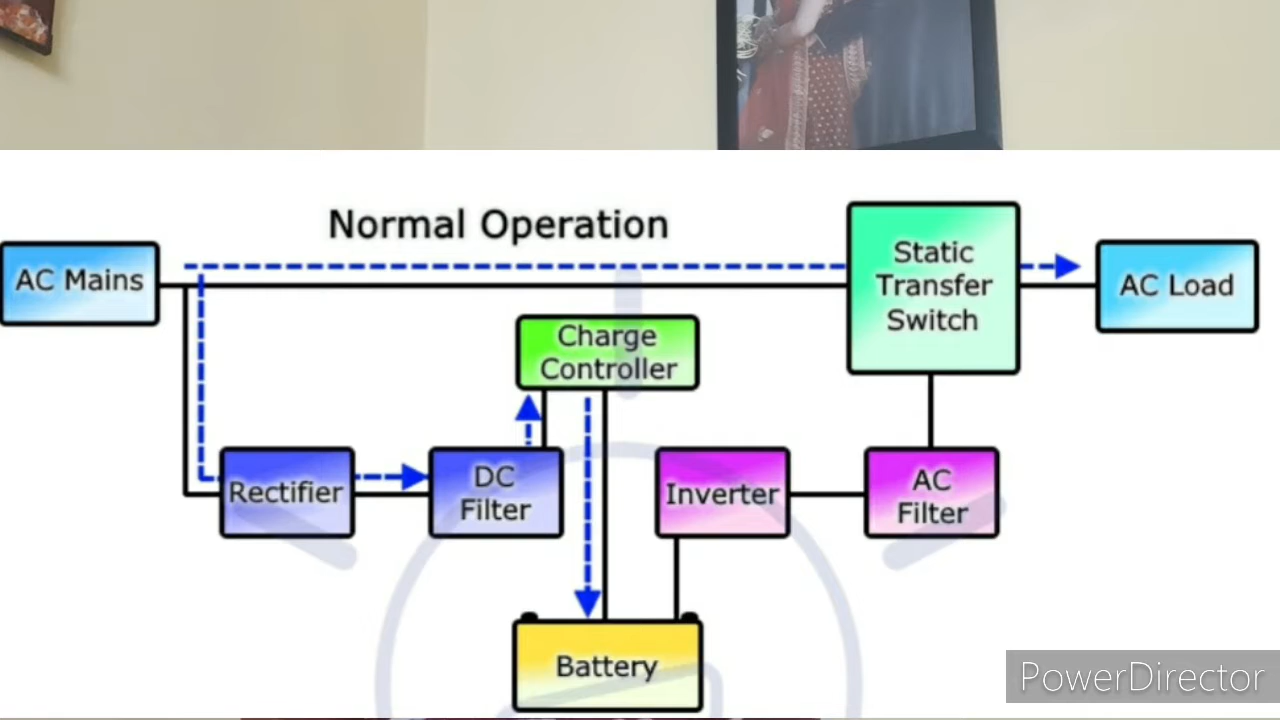 Normal Operation
AC Mains
Static
Transfer
Switch
AC Load
Charge
Controller
Rectifier
DC
Filter
Inverter
AC
Filter
Battery
PowerDirector